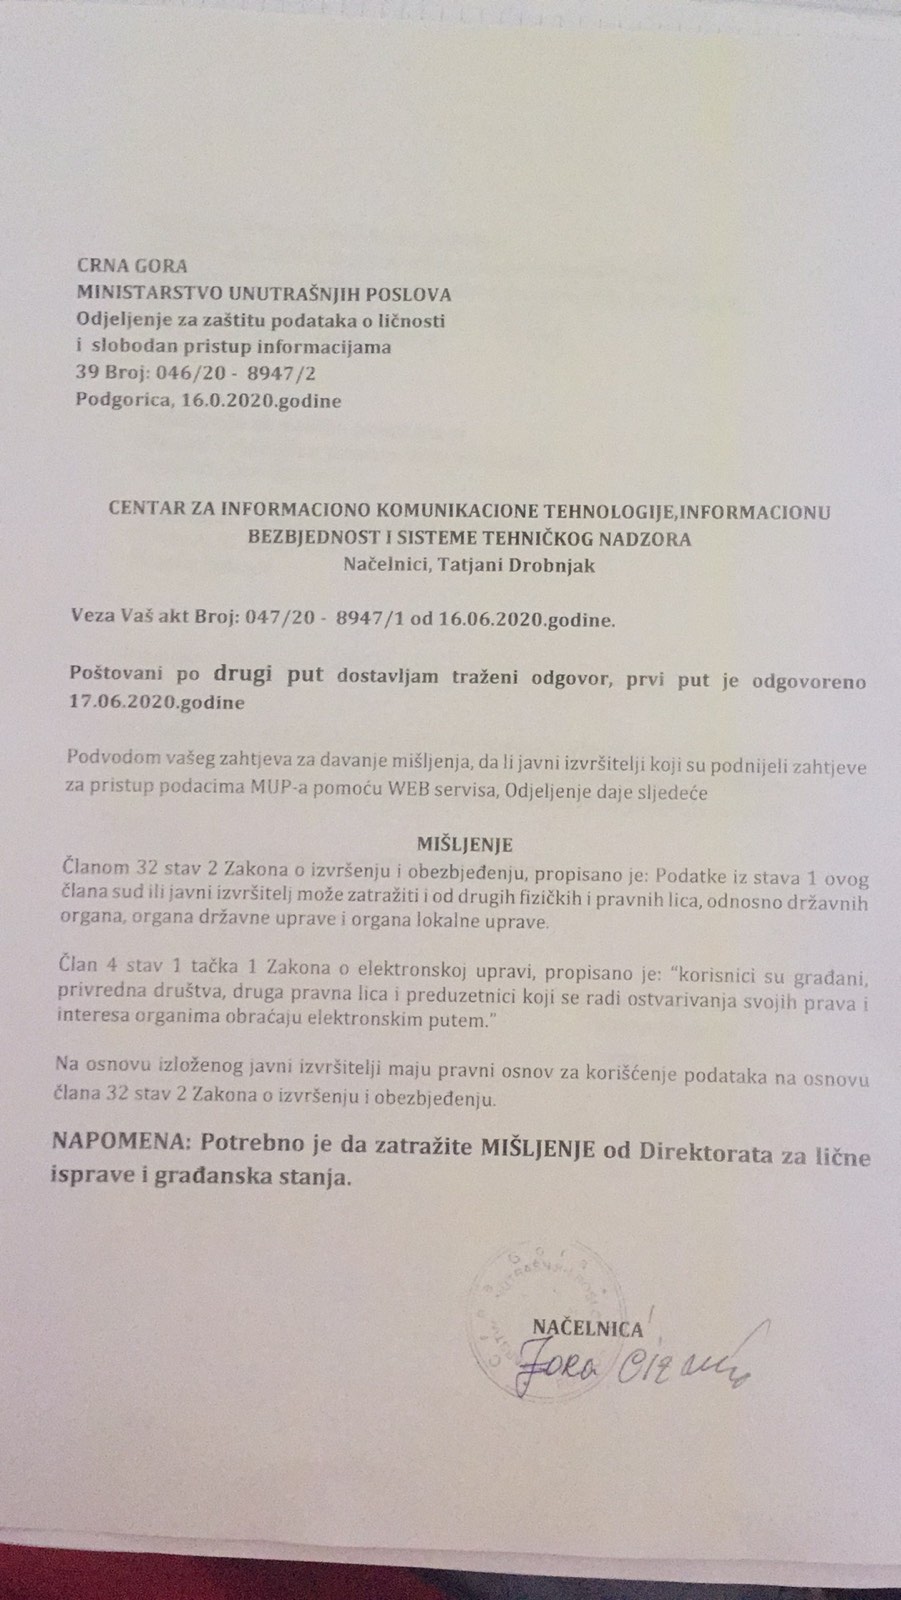 CRNA GORA
MINISTARSTVO UNUTRAŠNJIH POSLOVA
Odjeljenje za zaštitu podataka o ličnosti
i slobodan pristup informacijama
39 Broj: 046/20 - 8947/2
Podgorica, 16.0.2020.godine
CENTAR ZA INFORMACIONO KOMUNIKACIONE TEHNOLOGIJE,INFORMACIONU
BEZBJEDNOST I SISTEME TEHNIČKOG NADZORA
Načelnici, Tatjani Drobnjak
Veza Vaš akt Broj: 047/20 - 8947/1 od 16.06.2020.godine.
Poštovani po drugi put dostavljam traženi odgovor, prvi put je odgovoreno
17.06.2020.godine
Podvodom vašeg zahtjeva za davanje mišljenja, da li javni izvršitelji koji su podnijeli zahtjeve
za pristup podacima MUP-a pomoću WEB servisa, Odjeljenje daje sljedeće
MIŠLJENJE
Članom 32 stav 2 Zakona o izvršenju i obezbjeđenju, propisano je: Podatke iz stava 1 ovog
člana sud ili javni izvršitelj može zatražiti i od drugih fizičkih i pravnih lica, odnosno državnih
organa, organa državne uprave i organa lokalne uprave.
Član 4 stav 1 tačka 1 Zakona o elektronskoj upravi, propisano je: “korisnici su građani,
privredna društva, druga pravna lica i preduzetnici koji se radi ostvarivanja svojih prava i
interesa organima obraćaju elektronskim putem.”
Na osnovu izloženog javni izvršitelji maju pravni osnov za korišćenje podataka na osnovu
člana 32 stav 2 Zakona o izvršenju i obezbjeđenju.
NAPOMENA: Potrebno je da zatražite MIŠLJENJE od Direktorata za lične
isprave i građanska stanja.
NAČELNICA